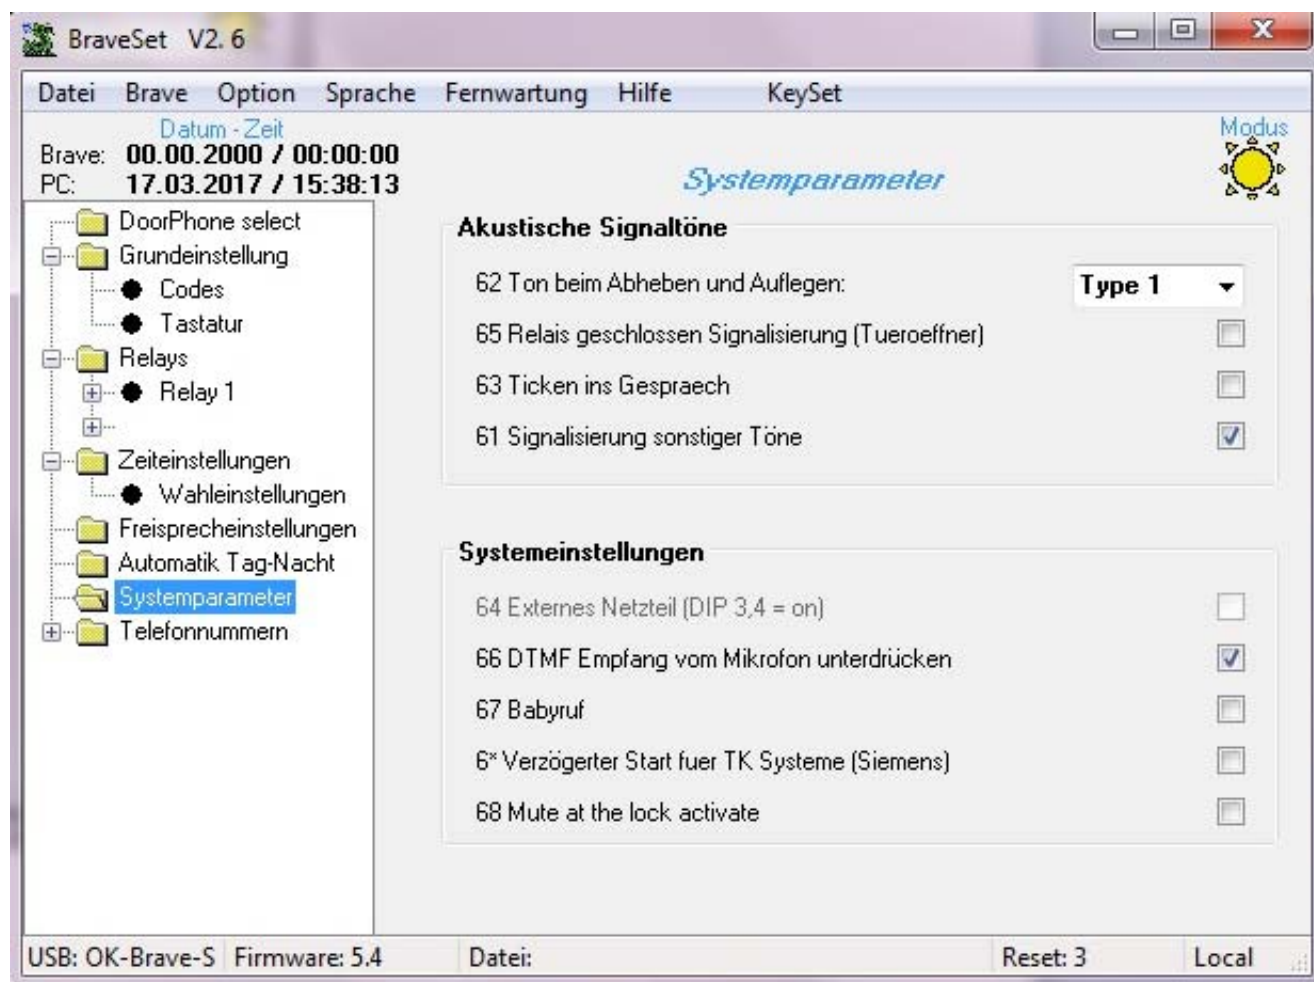 BraveSet V2. 6
Datei Brave Option Sprache Fernwartung Hilfe KeySet
Datum - Zeit
Brave: 00.00.2000 / 00:00:00
PC: 17.03.2017 / 15:38:13
Systemparameter
Modus
DoorPhone select
Grundeinstellung
Codes
Tastatur
Relays
Relay 1
Zeiteinstellungen
Wahleinstellungen
Freisprecheinstellungen
Automatik Tag-Nacht
Systemparameter
Telefonnummern
Akustische Signaltöne
62 Ton beim Abheben und Auflegen: Type 1
65 Relais geschlossen Signalisierung (Tueroeffner)
63 Ticken ins Gespraech
61 Signalisierung sonstiger Töne
Systemeinstellungen
64 Externes Netzteil (DIP 3,4 = on)
66 DTMF Empfang vom Mikrofon unterdrücken
67 Babyruf
6* Verzögerter Start fuer TK Systeme (Siemens)
68 Mute at the lock activate
USB: OK-Brave-S Firmware: 5.4 Datei: Reset: 3 Local